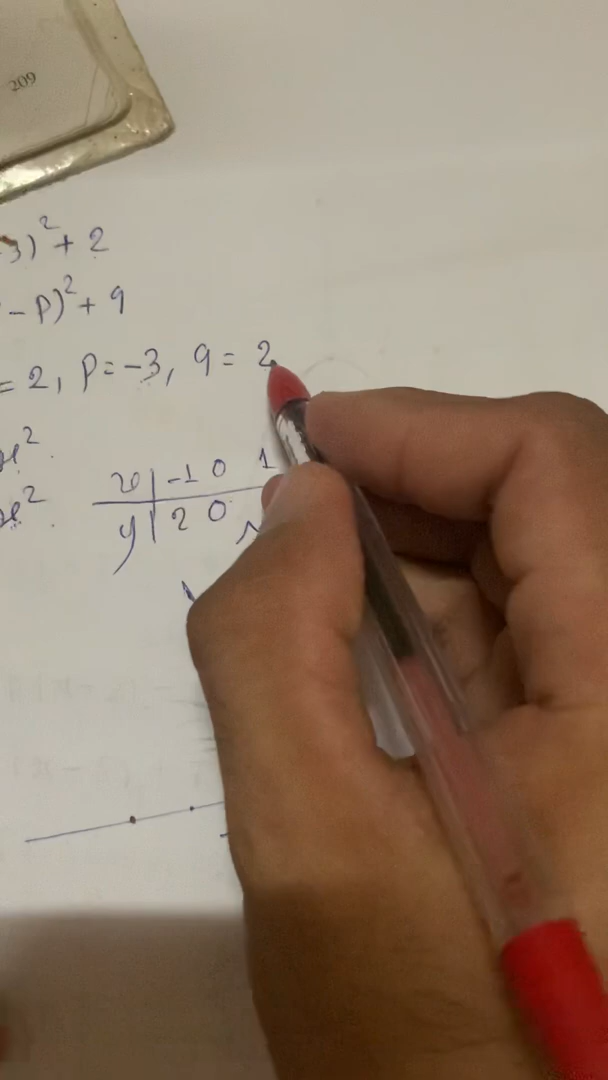 209
3)² + 2
- P)² + q
= 2, P = -3, q = 2
x²
x | -1 0 1
x²
y | 2 0